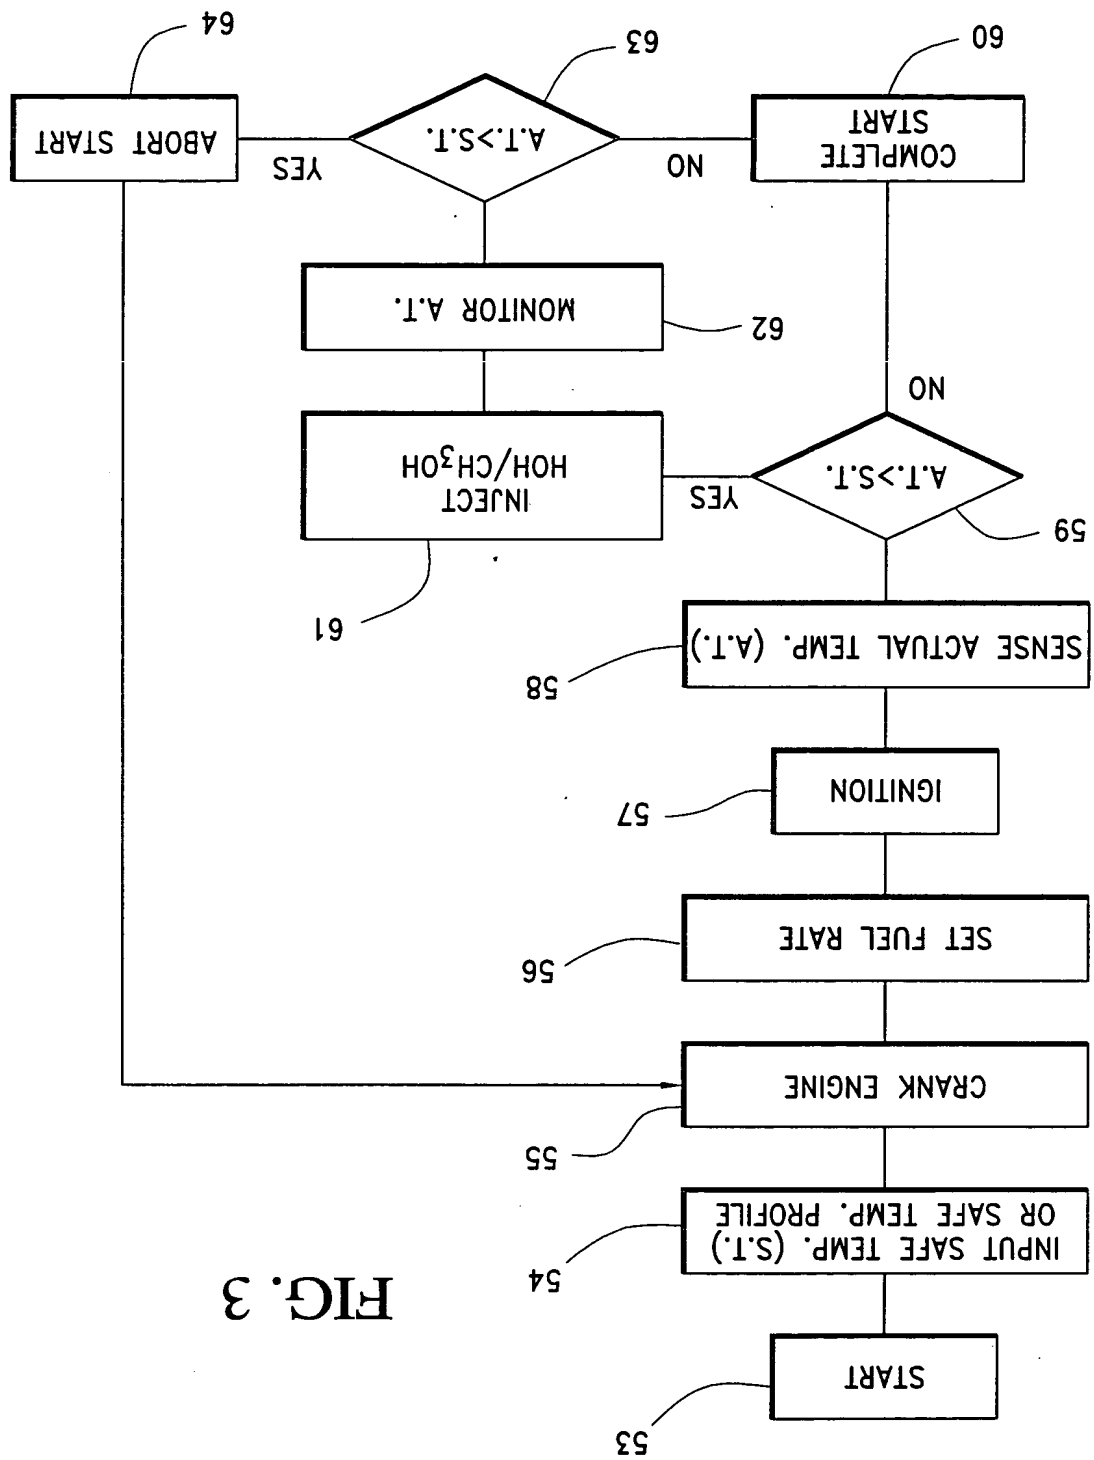 53
START
FIG. 3
54
INPUT SAFE TEMP. (S.T.)
OR SAFE TEMP. PROFILE
55
CRANK ENGINE
56
SET FUEL RATE
57
IGNITION
58
SENSE ACTUAL TEMP. (A.T.)
59
A.T.>S.T.
YES
NO
61
INJECT
HOH/CH₃OH
62
MONITOR A.T.
60
COMPLETE
START
NO
63
A.T.>S.T.
YES
64
ABORT START